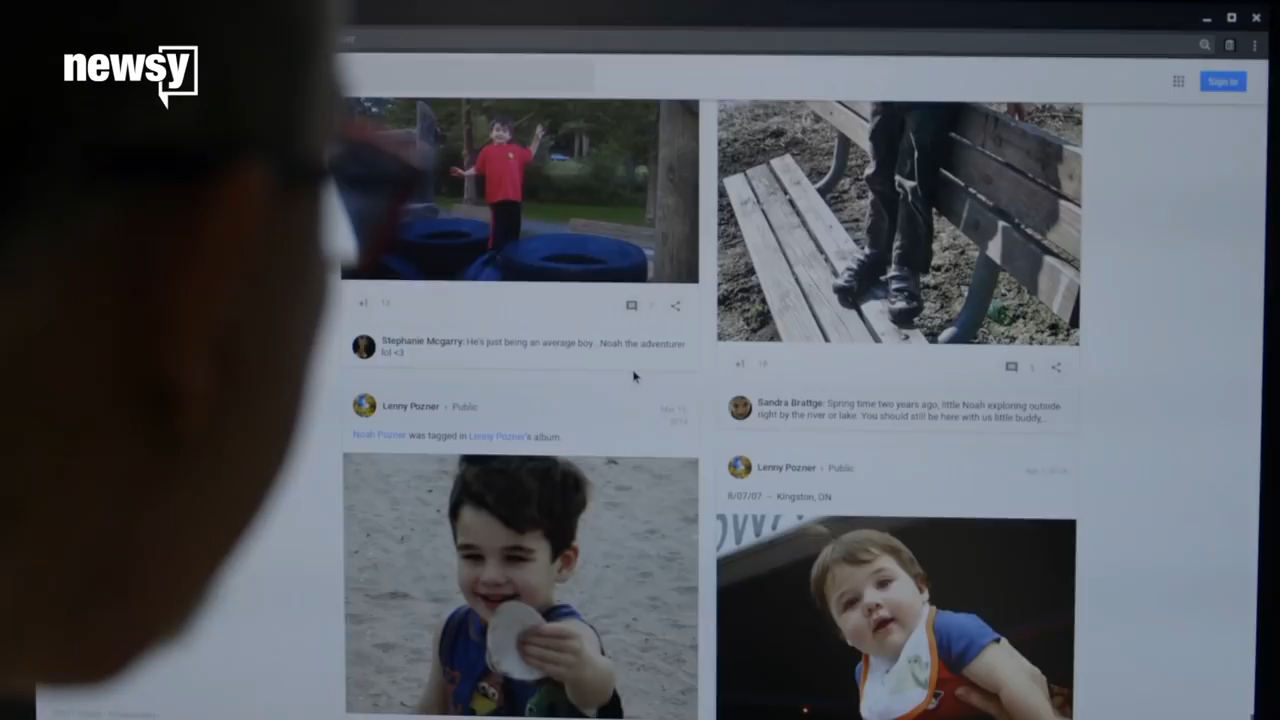 newsy
Sign in
+1 13
Stephanie Mcgarry: He's just being an average boy...Noah the adventurer
lol <3
Lenny Pozner › Public
Noah Pozner was tagged in Lenny Pozner's album.
+1
Sandra Brattge: Spring time two years ago, little Noah exploring outside
right by the river or lake. You should still be here with us little buddy,..
Lenny Pozner › Public
8/07/07 – Kingston, ON